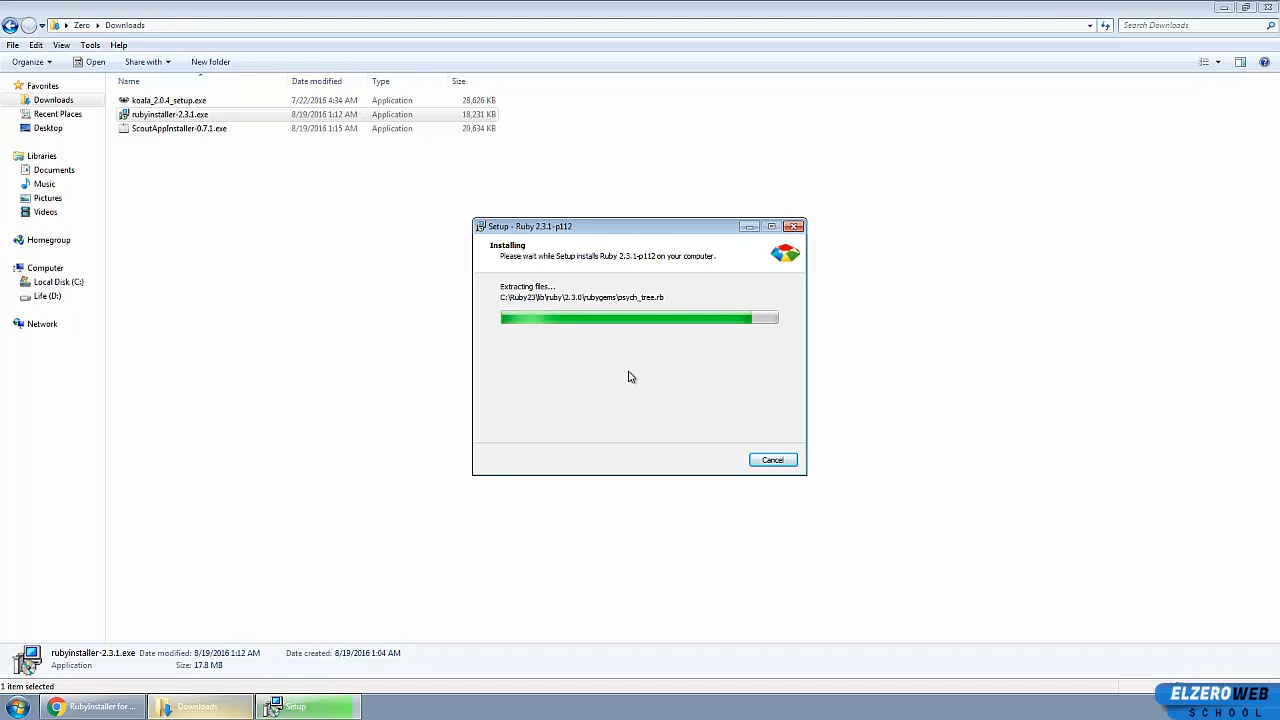 Zero
Downloads
Search Downloads
File Edit View Tools Help
Organize Open Share with New folder
Name Date modified Type Size
Favorites
Downloads
Recent Places
Desktop
Libraries
Documents
Music
Pictures
Videos
Homegroup
Computer
Local Disk (C:)
Life (D:)
Network
koala_2.0.4_setup.exe 7/22/2016 4:34 AM Application 28,626 KB
rubyinstaller-2.3.1.exe 8/19/2016 1:12 AM Application 18,231 KB
ScoutAppInstaller-0.7.1.exe 8/19/2016 1:15 AM Application 20,634 KB
Setup - Ruby 2.3.1-p112
Installing
Please wait while Setup installs Ruby 2.3.1-p112 on your computer.
Extracting files...
C:\Ruby23\lib\ruby\2.3.0\rubygems\psych_tree.rb
Cancel
rubyinstaller-2.3.1.exe Date modified: 8/19/2016 1:12 AM Date created: 8/19/2016 1:04 AM
Application Size: 17.8 MB
1 item selected
RubyInstaller for ... Downloads Setup
ELZEROWEB
SCHOOL